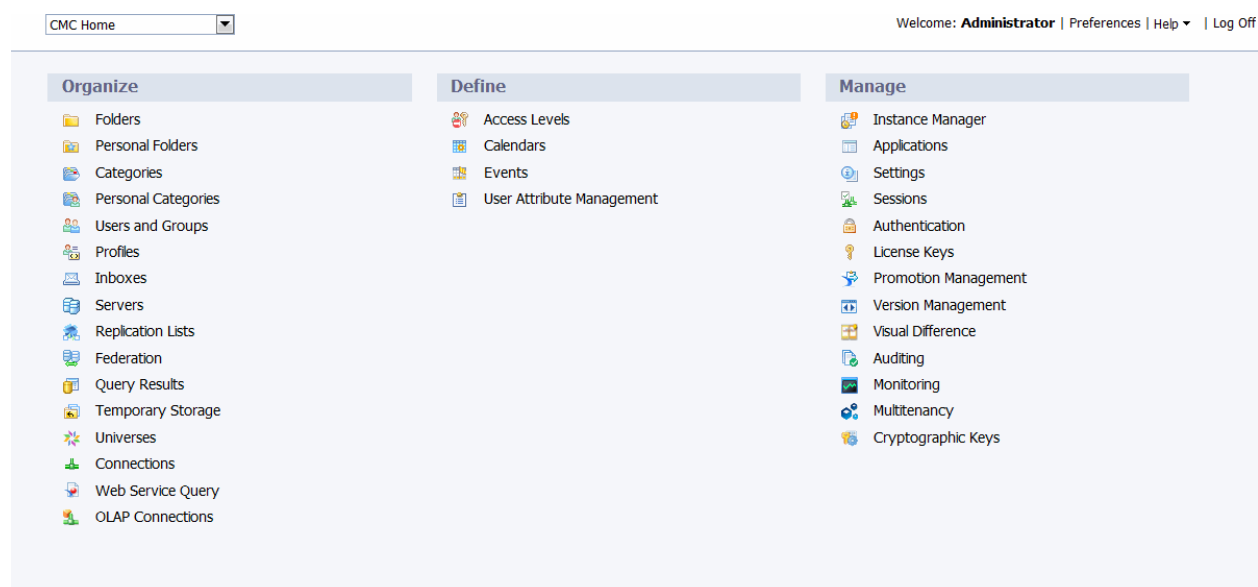 CMC Home
Welcome: Administrator | Preferences | Help | Log Off
Organize
Folders
Personal Folders
Categories
Personal Categories
Users and Groups
Profiles
Inboxes
Servers
Replication Lists
Federation
Query Results
Temporary Storage
Universes
Connections
Web Service Query
OLAP Connections
Define
Access Levels
Calendars
Events
User Attribute Management
Manage
Instance Manager
Applications
Settings
Sessions
Authentication
License Keys
Promotion Management
Version Management
Visual Difference
Auditing
Monitoring
Multitenancy
Cryptographic Keys